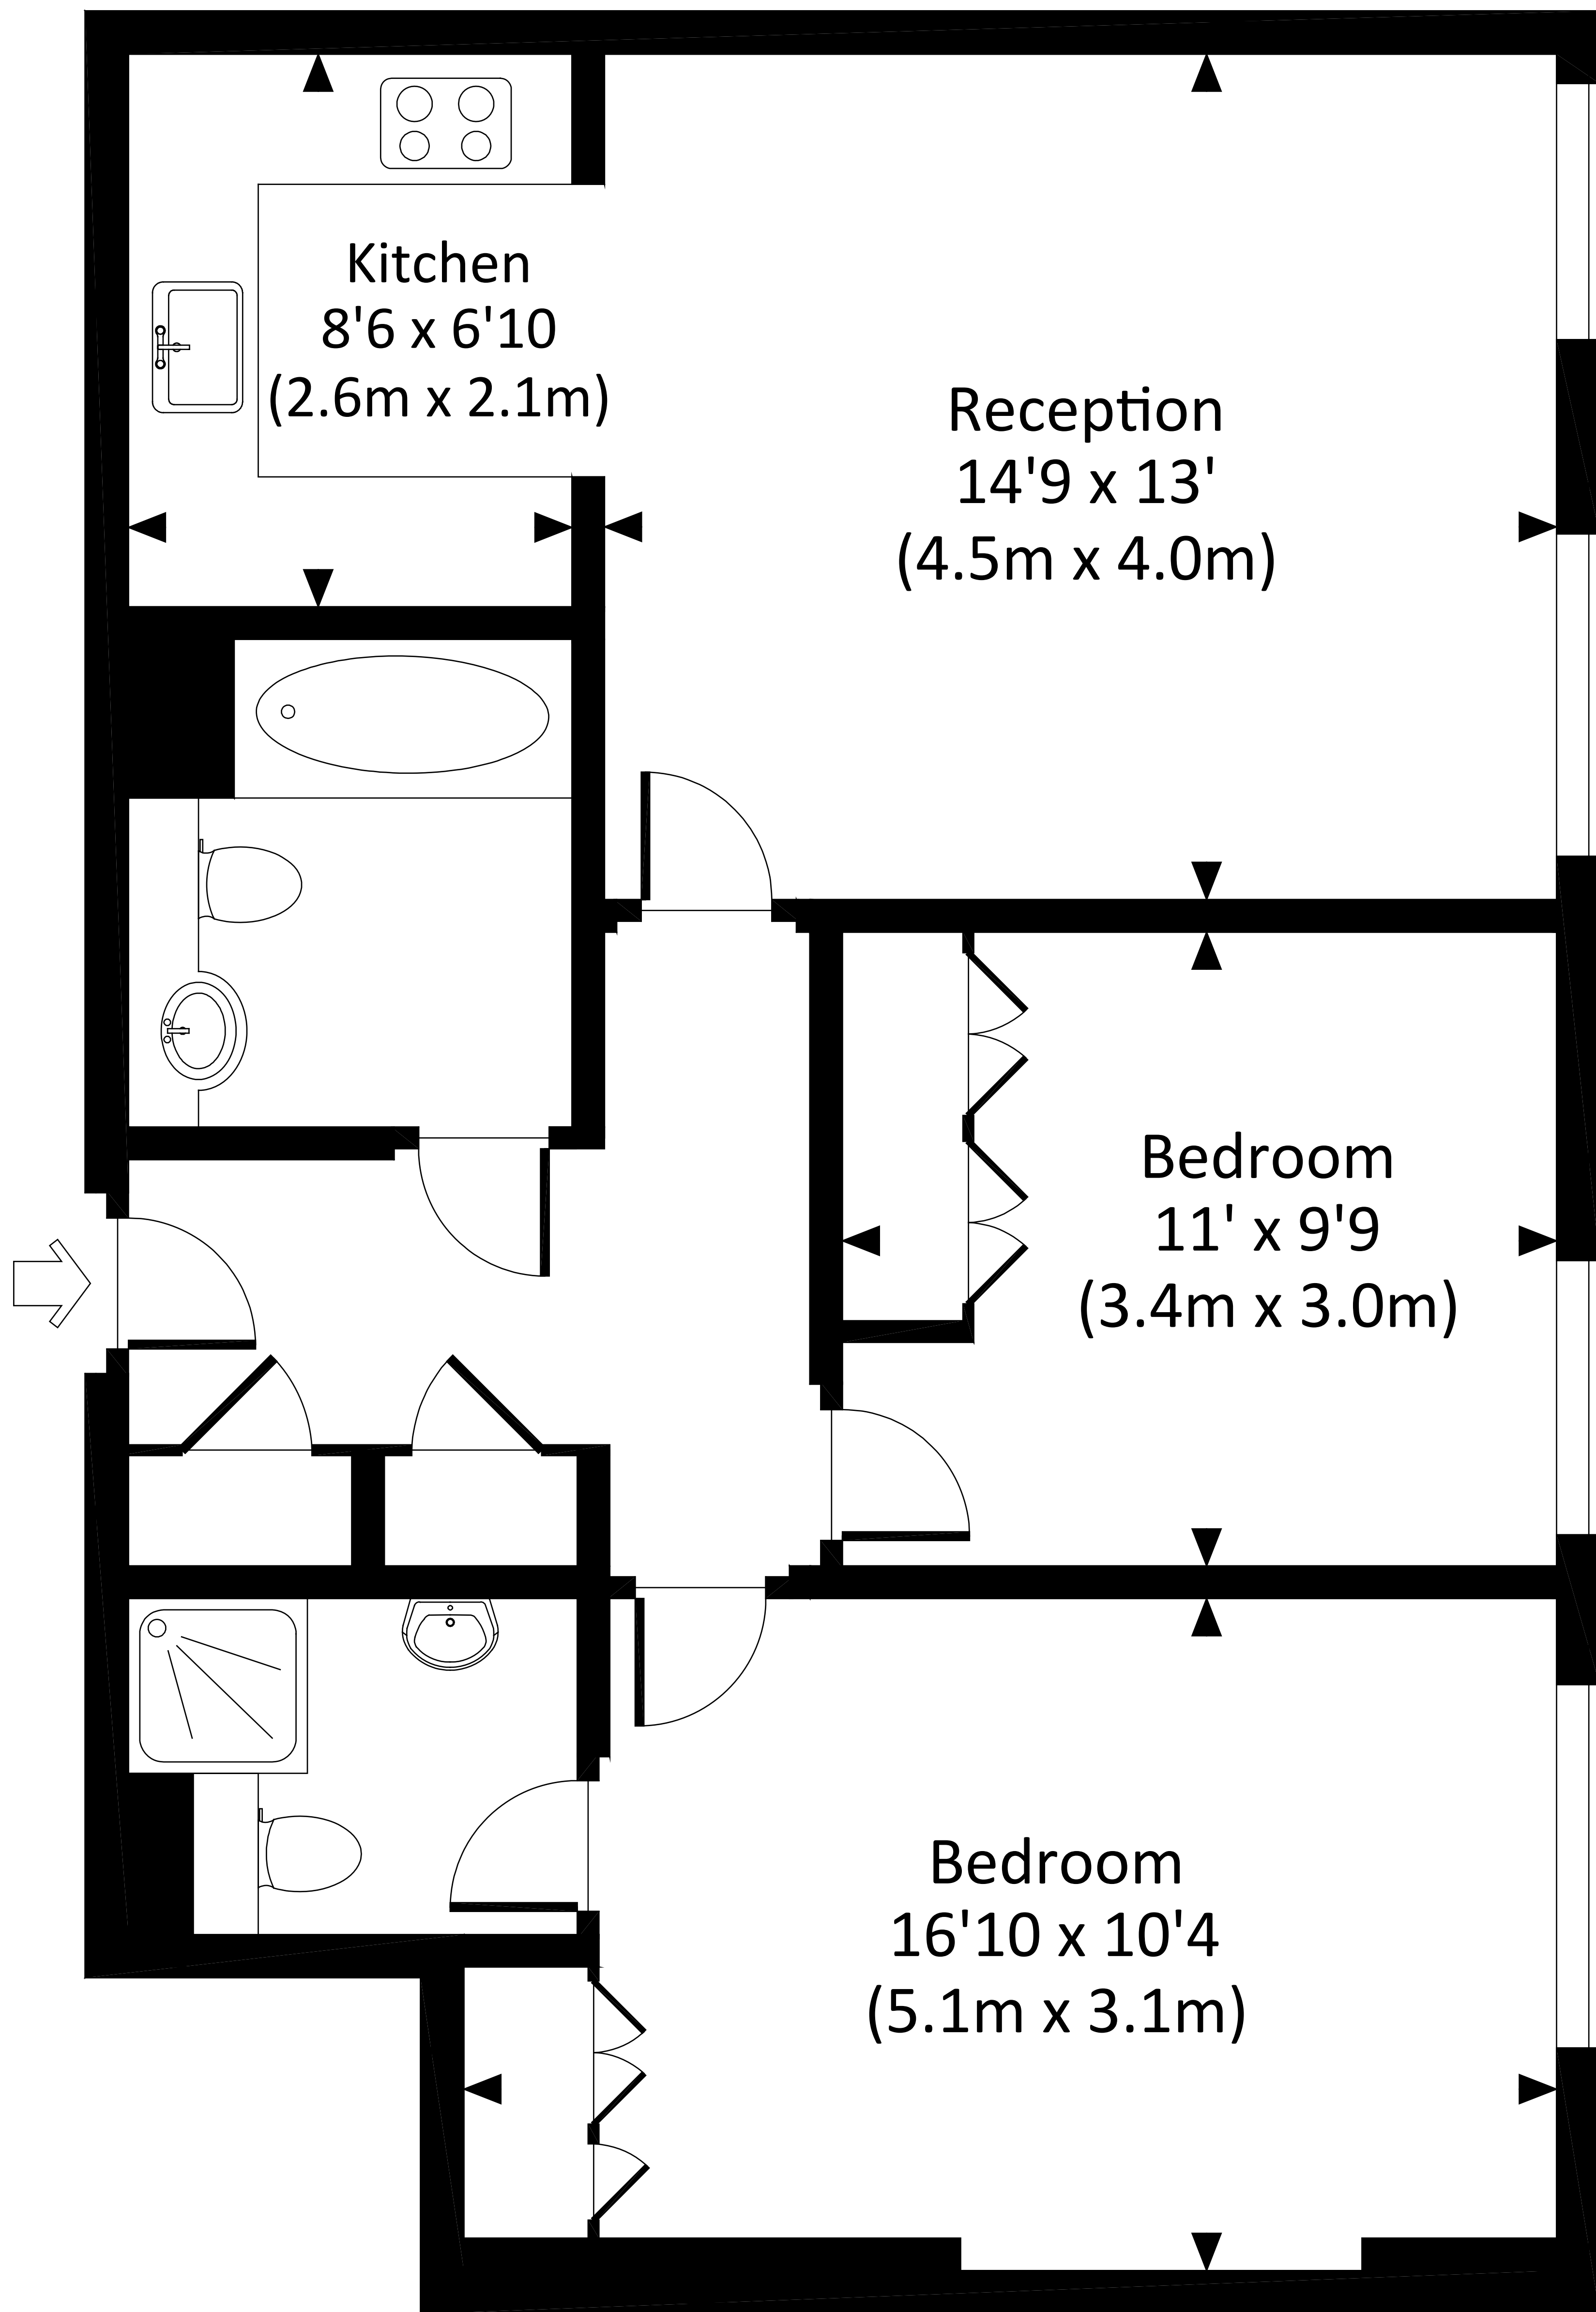 Kitchen
8'6 x 6'10
(2.6m x 2.1m)
Reception
14'9 x 13'
(4.5m x 4.0m)
Bedroom
11' x 9'9
(3.4m x 3.0m)
Bedroom
16'10 x 10'4
(5.1m x 3.1m)